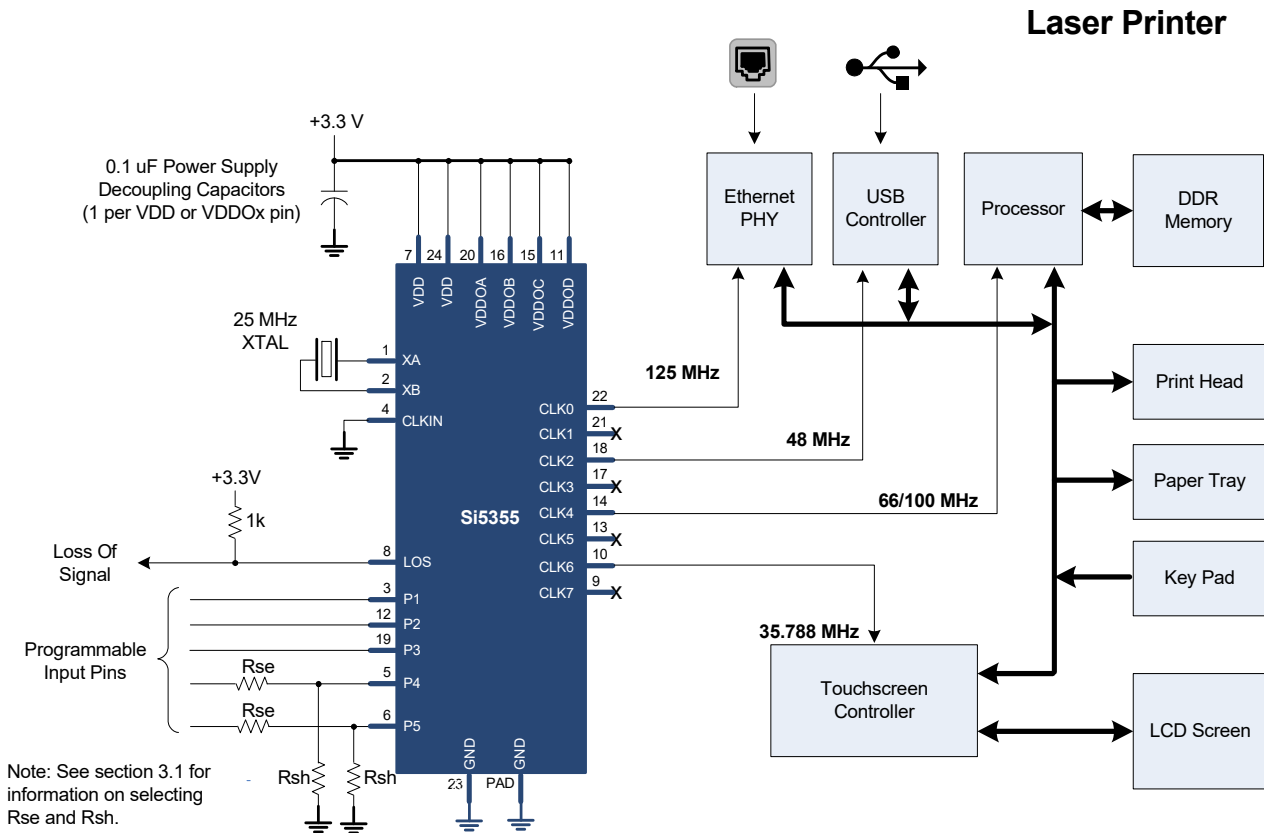 Laser Printer
+3.3 V
0.1 uF Power Supply
Decoupling Capacitors
(1 per VDD or VDDOx pin)
Ethernet
PHY
USB
Controller
Processor
DDR
Memory
7
24
20
16
15
11
VDD
VDD
VDDOA
VDDOB
VDDOC
VDDOD
25 MHz
XTAL
1
XA
2
XB
4
CLKIN
125 MHz
22
CLK0
21
CLK1
X
48 MHz
18
CLK2
17
CLK3
X
66/100 MHz
14
CLK4
13
CLK5
X
10
CLK6
9
CLK7
X
Si5355
Print Head
Paper Tray
Key Pad
+3.3V
1k
Loss Of
Signal
8
LOS
3
P1
12
P2
19
P3
Programmable
Input Pins
Rse
5
P4
Rse
6
P5
35.788 MHz
Touchscreen
Controller
LCD Screen
GND
GND
23
PAD
Rsh
Rsh
Note: See section 3.1 for
information on selecting
Rse and Rsh.